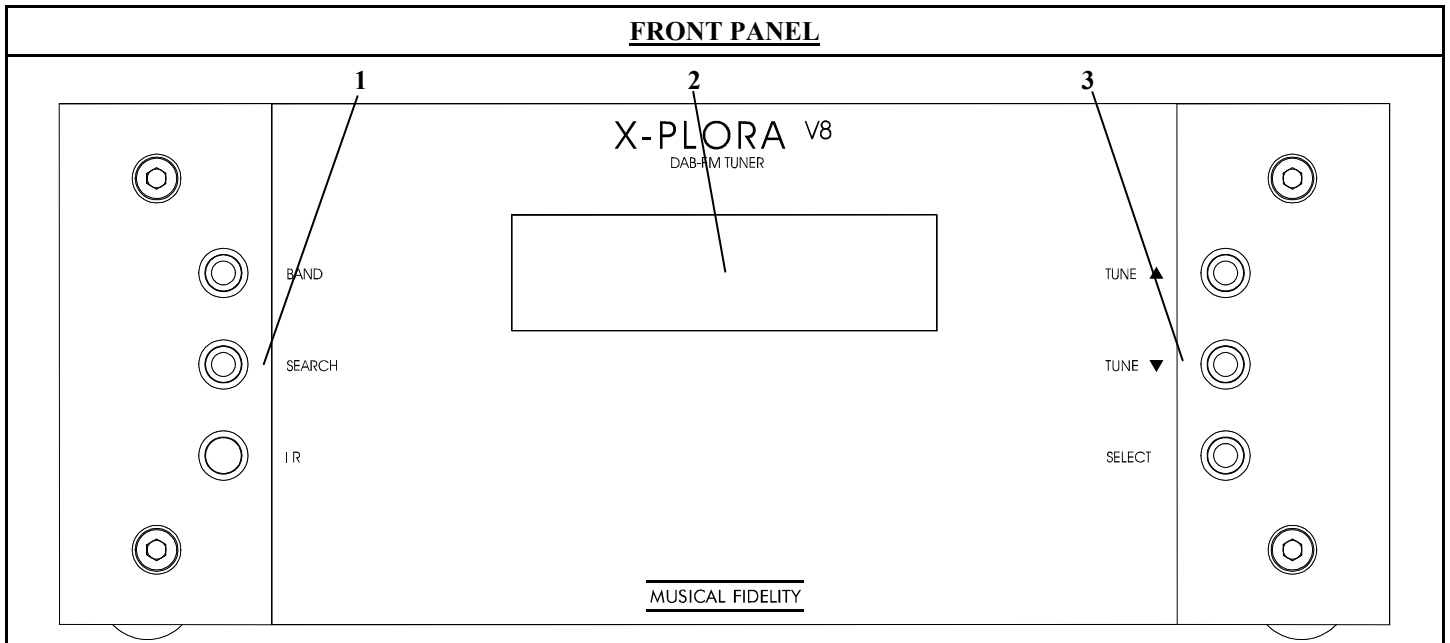 FRONT PANEL
1 2 3
X-PLORA V8
DAB-FM TUNER
BAND TUNE ▲
SEARCH TUNE ▼
I R SELECT
MUSICAL FIDELITY